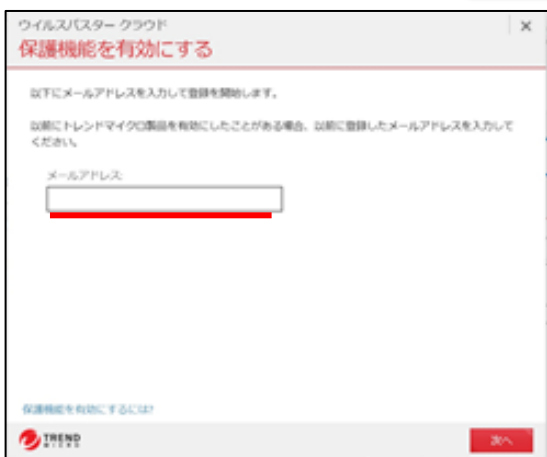 ウイルスバスター クラウド
保護機能を有効にする
以下にメールアドレスを入力して登録を開始します。
以前にトレンドマイクロ製品を有効にしたことがある場合、以前に登録したメールアドレスを入力して
ください。
メールアドレス:
保護機能を有効にするには?
TREND
MICRO
次へ